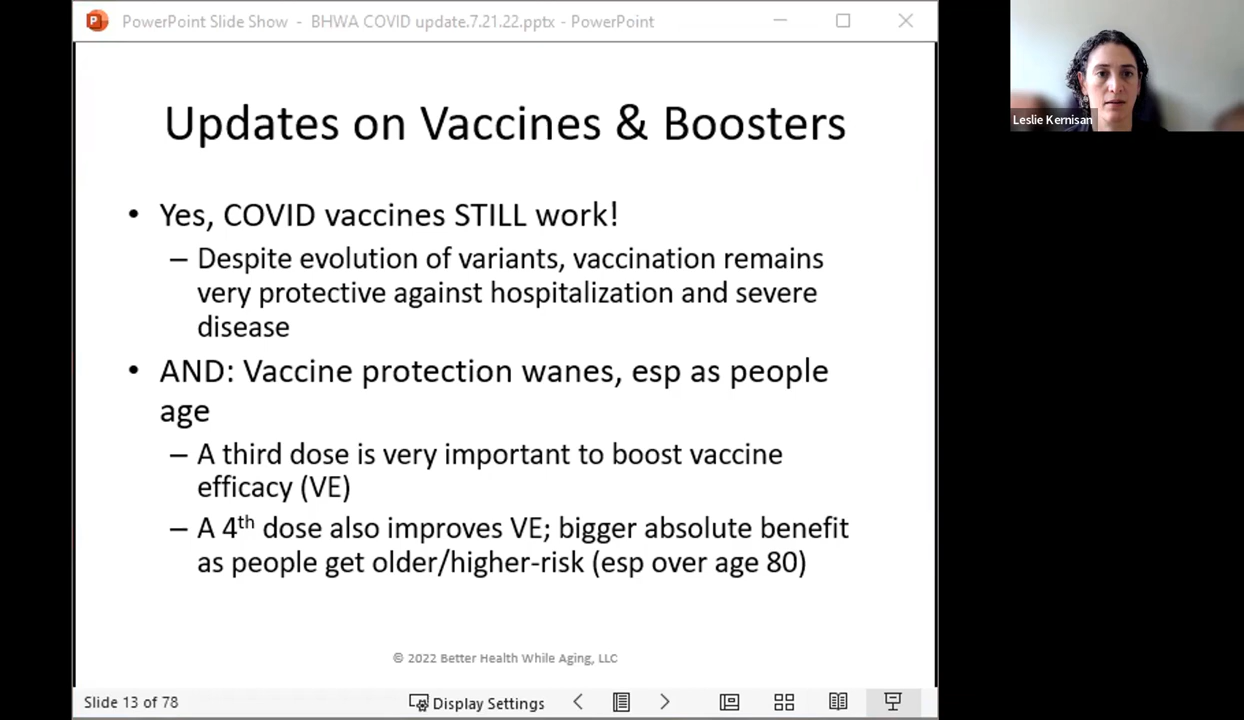 PowerPoint Slide Show - BHWA COVID update.7.21.22.pptx - PowerPoint
Leslie Kernisan
Updates on Vaccines & Boosters
• Yes, COVID vaccines STILL work!
– Despite evolution of variants, vaccination remains
very protective against hospitalization and severe
disease
• AND: Vaccine protection wanes, esp as people
age
– A third dose is very important to boost vaccine
efficacy (VE)
– A 4th dose also improves VE; bigger absolute benefit
as people get older/higher-risk (esp over age 80)
© 2022 Better Health While Aging, LLC
Slide 13 of 78 Display Settings